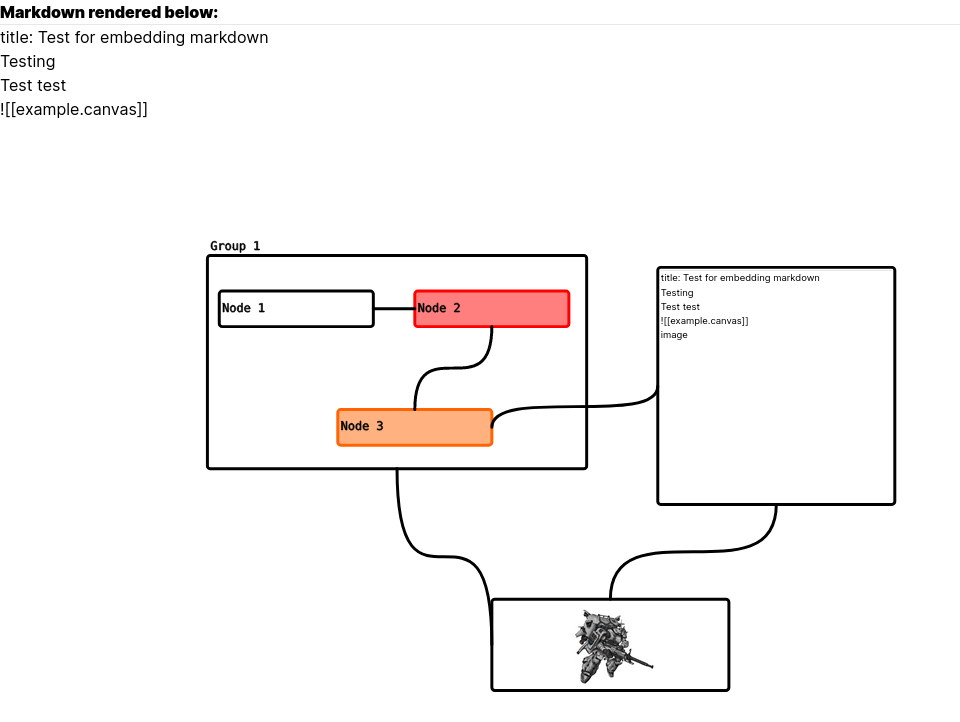 Markdown rendered below:
title: Test for embedding markdown
Testing
Test test
![[example.canvas]]
Group 1
Node 1
Node 2
Node 3
title: Test for embedding markdown
Testing
Test test
![[example.canvas]]
image